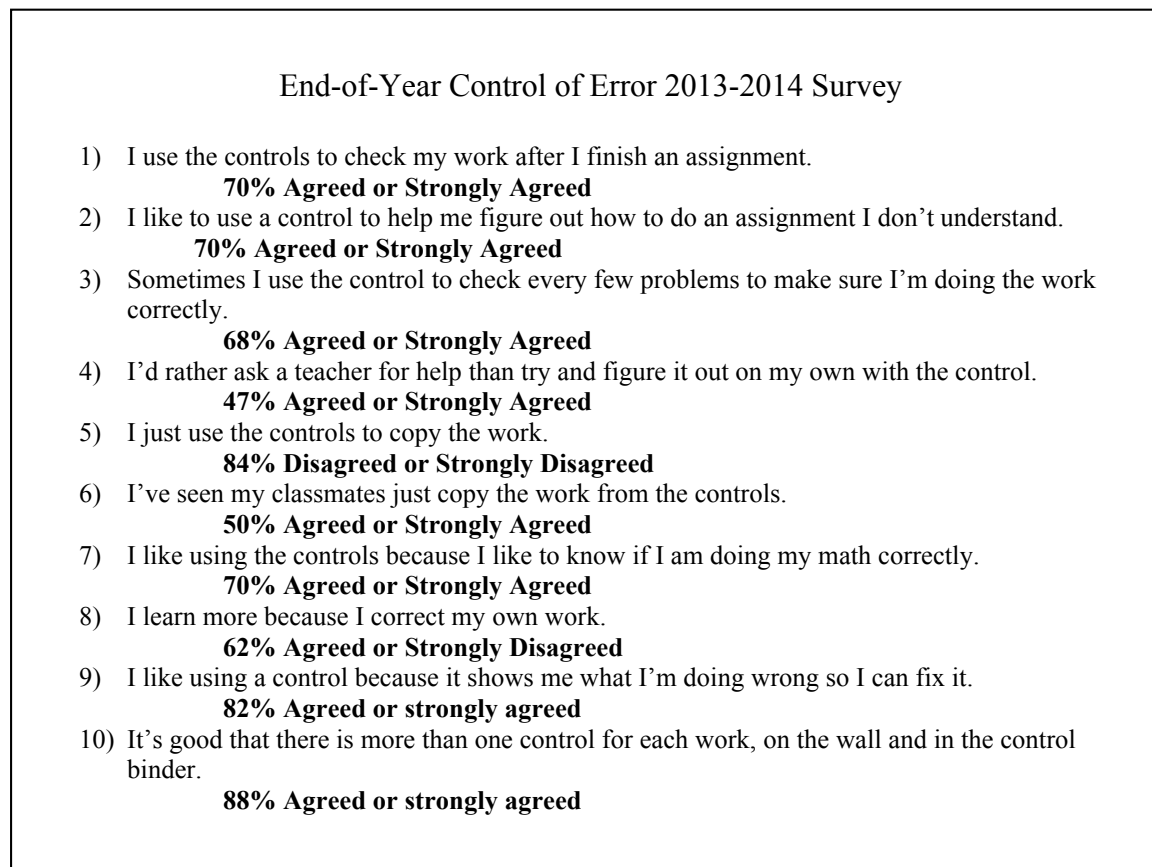 End-of-Year Control of Error 2013-2014 Survey
1) I use the controls to check my work after I finish an assignment.
70% Agreed or Strongly Agreed
2) I like to use a control to help me figure out how to do an assignment I don’t understand.
70% Agreed or Strongly Agreed
3) Sometimes I use the control to check every few problems to make sure I’m doing the work
correctly.
68% Agreed or Strongly Agreed
4) I’d rather ask a teacher for help than try and figure it out on my own with the control.
47% Agreed or Strongly Agreed
5) I just use the controls to copy the work.
84% Disagreed or Strongly Disagreed
6) I’ve seen my classmates just copy the work from the controls.
50% Agreed or Strongly Agreed
7) I like using the controls because I like to know if I am doing my math correctly.
70% Agreed or Strongly Agreed
8) I learn more because I correct my own work.
62% Agreed or Strongly Disagreed
9) I like using a control because it shows me what I’m doing wrong so I can fix it.
82% Agreed or strongly agreed
10) It’s good that there is more than one control for each work, on the wall and in the control
binder.
88% Agreed or strongly agreed